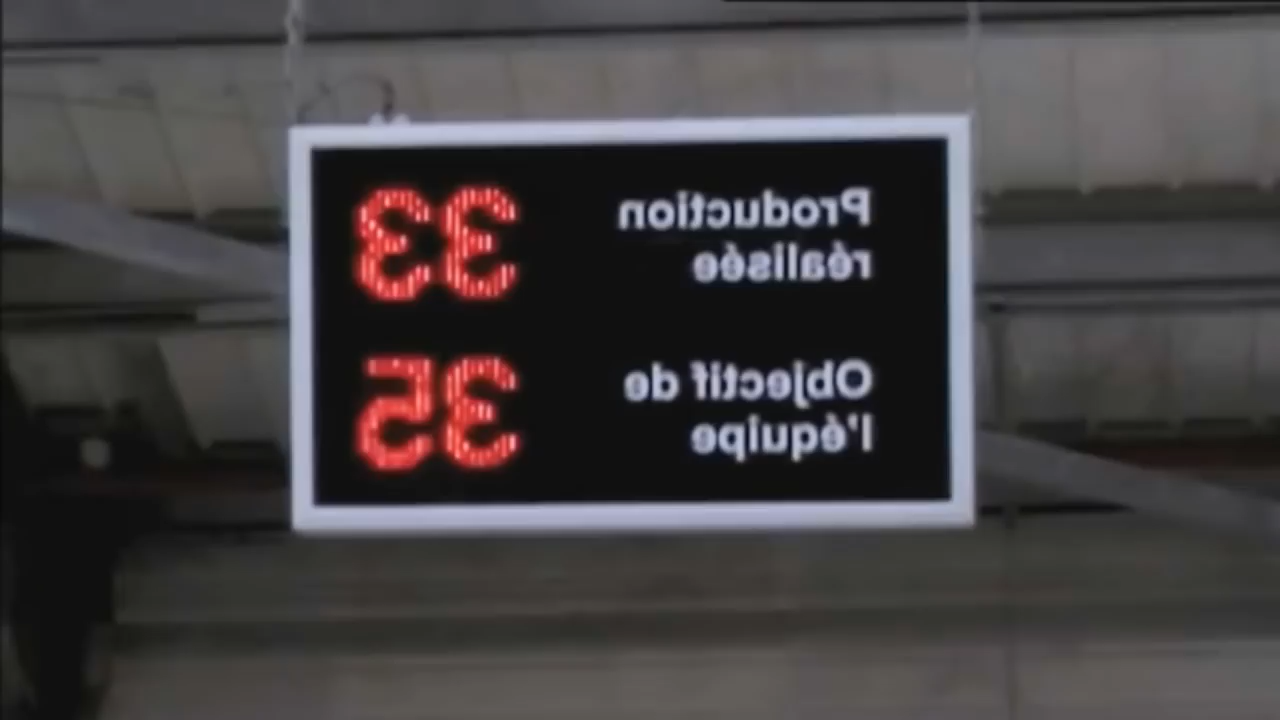 Production
réalisée
33
Objectif de
l'équipe
35